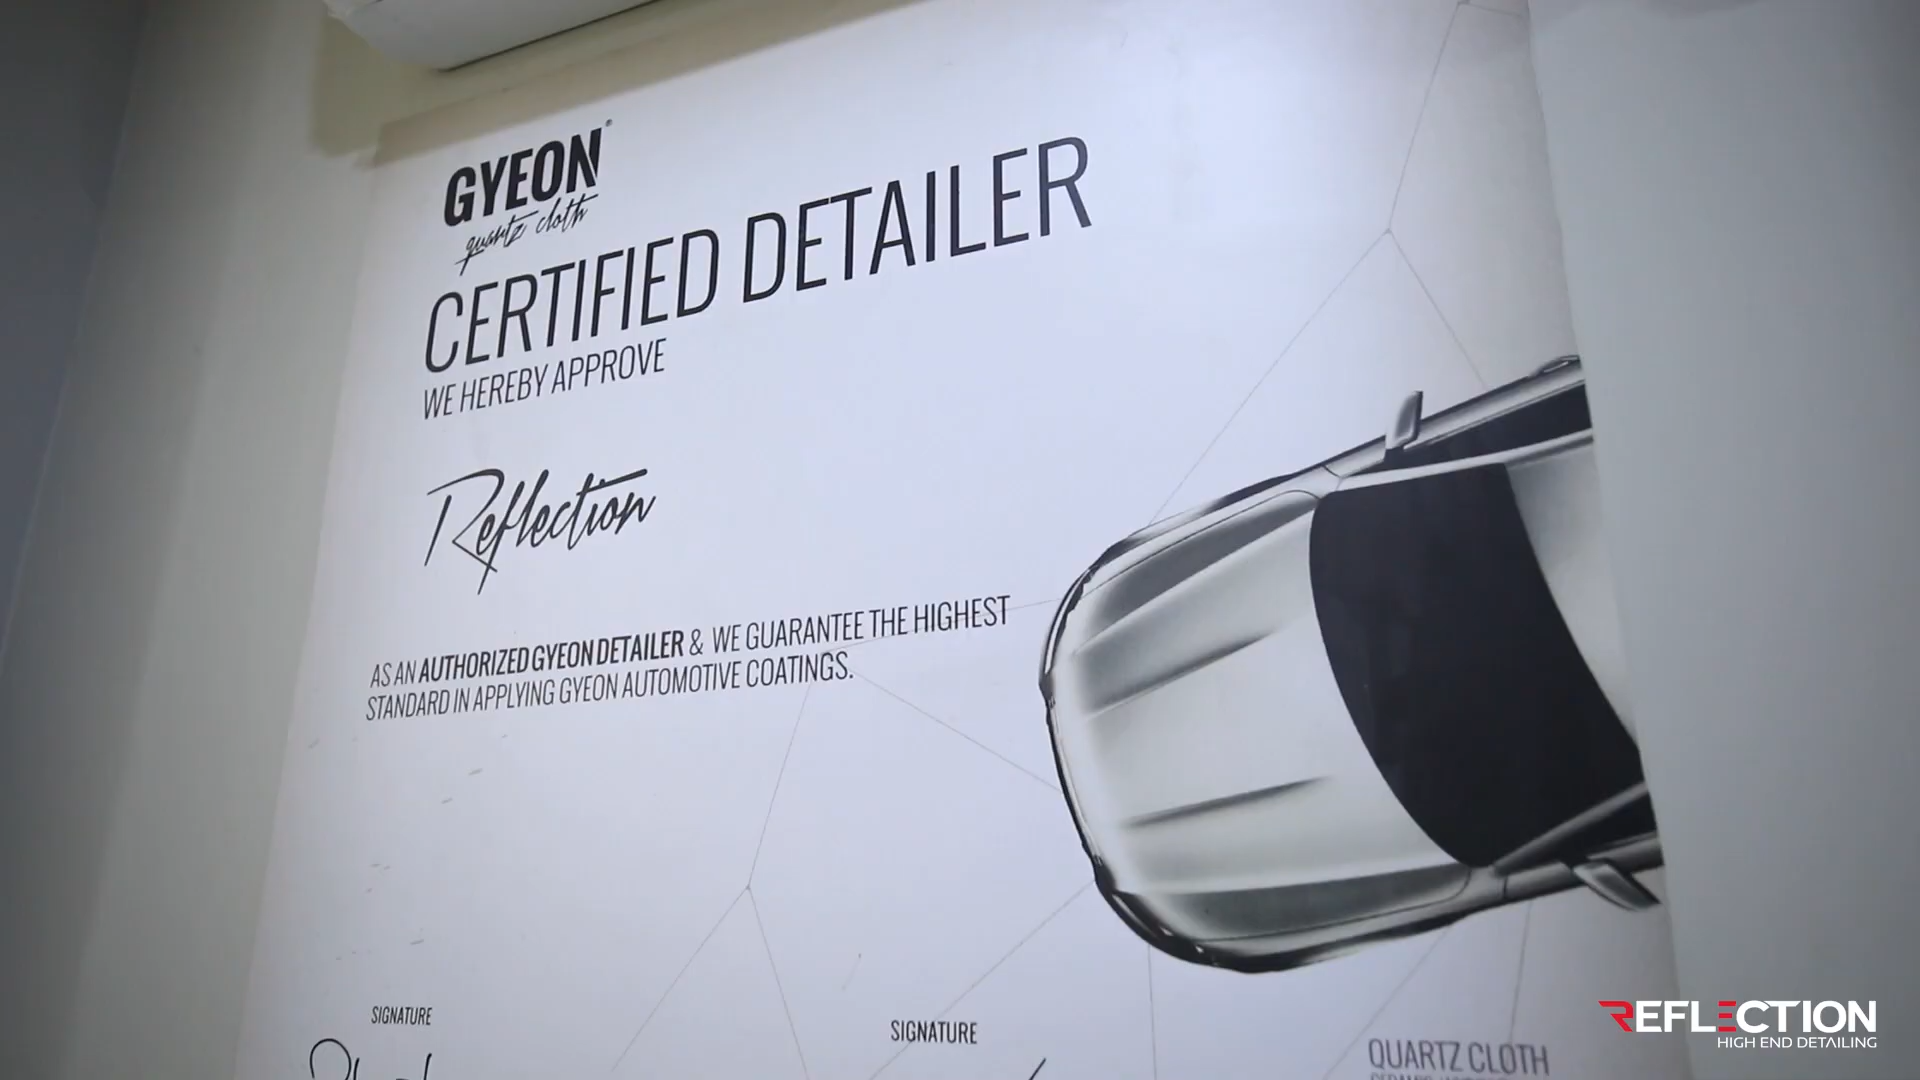 GYEON®
quartz cloth
CERTIFIED DETAILER
WE HEREBY APPROVE
Reflection
AS AN AUTHORIZED GYEON DETAILER & WE GUARANTEE THE HIGHEST
STANDARD IN APPLYING GYEON AUTOMOTIVE COATINGS.
SIGNATURE
SIGNATURE
QUARTZ CLOTH
REFLECTION
HIGH END DETAILING